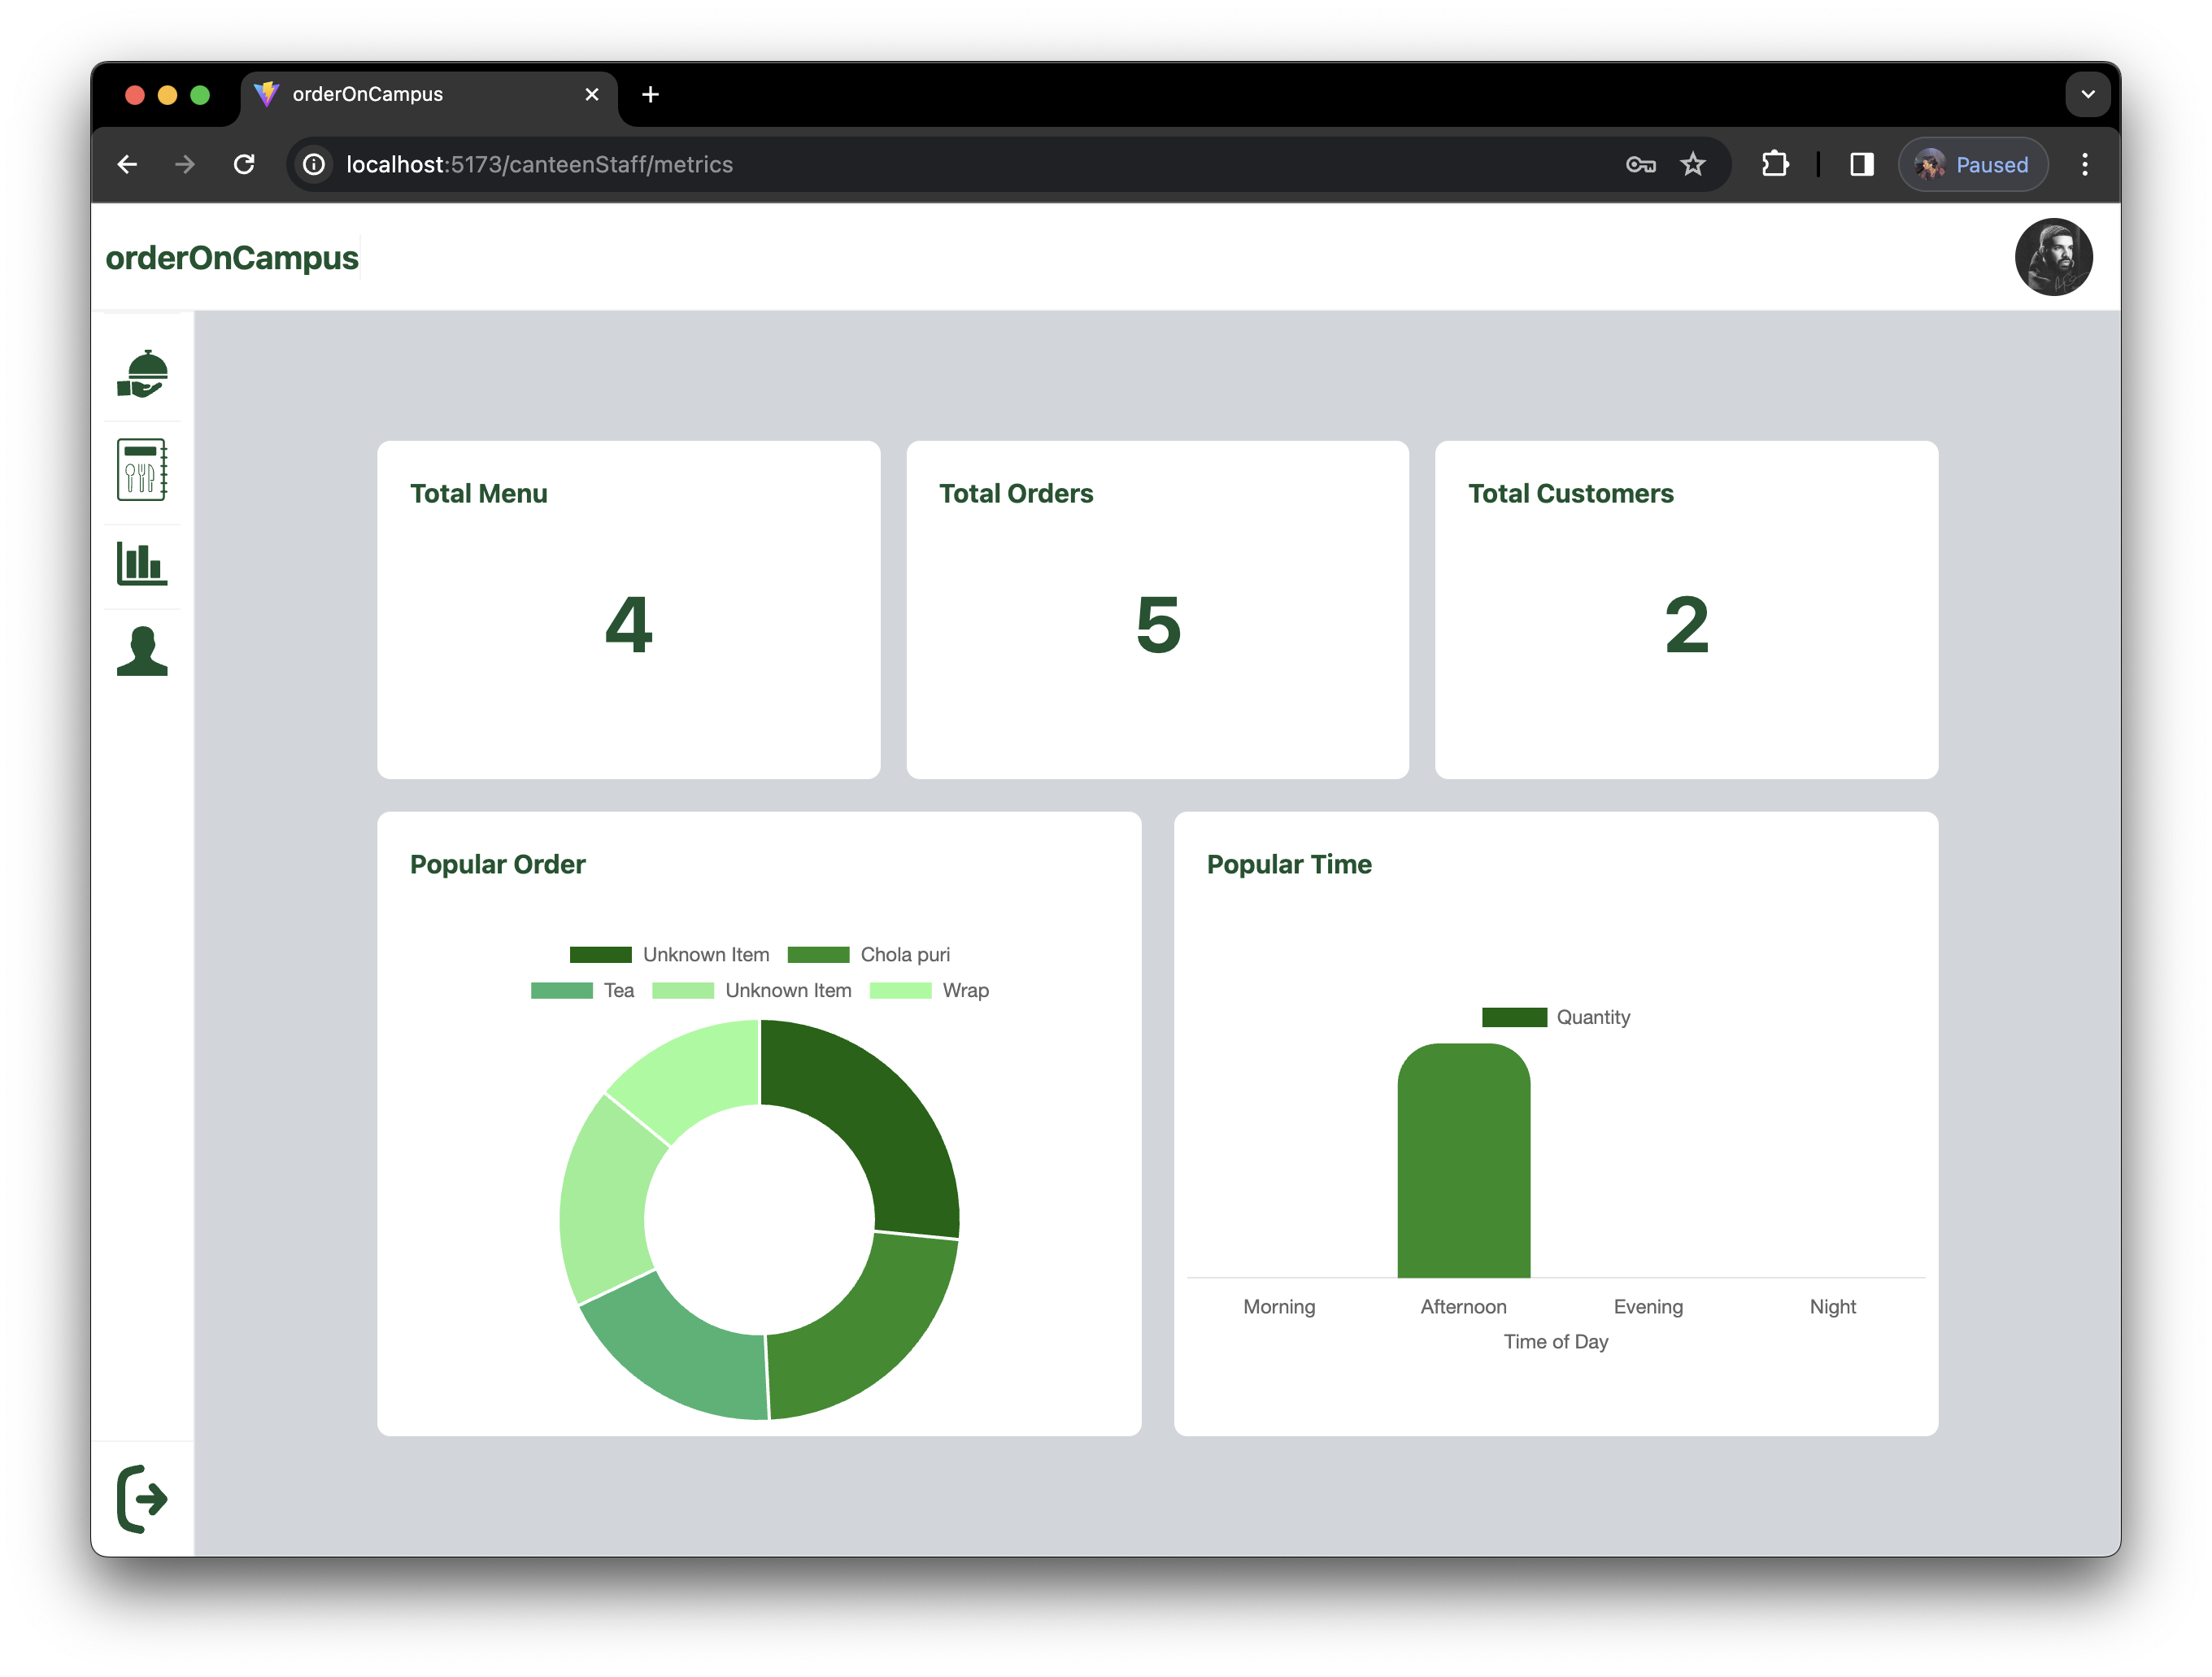 orderOnCampus
localhost:5173/canteenStaff/metrics
Paused
orderOnCampus
Total Menu
Total Orders
Total Customers
4
5
2
Popular Order
Popular Time
Unknown Item Chola puri
Tea Unknown Item Wrap
Quantity
Morning Afternoon Evening Night
Time of Day